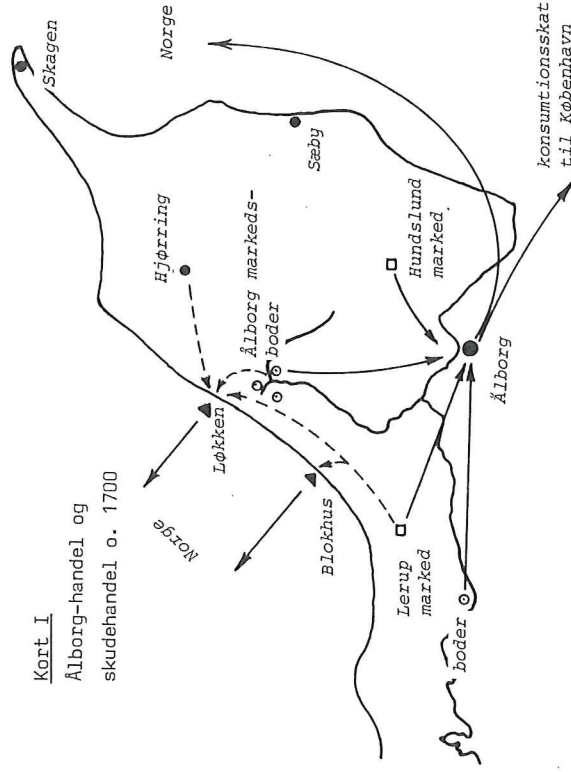 Kort I
Ålborg-handel og
skudehandel o. 1700
Skagen
Norge
Hjørring
Sæby
Ålborg markeds-
boder
Løkken
Norge
Blokhus
Hundslund
marked
Lerup
marked
boder
Ålborg
konsumtionsskat
til København